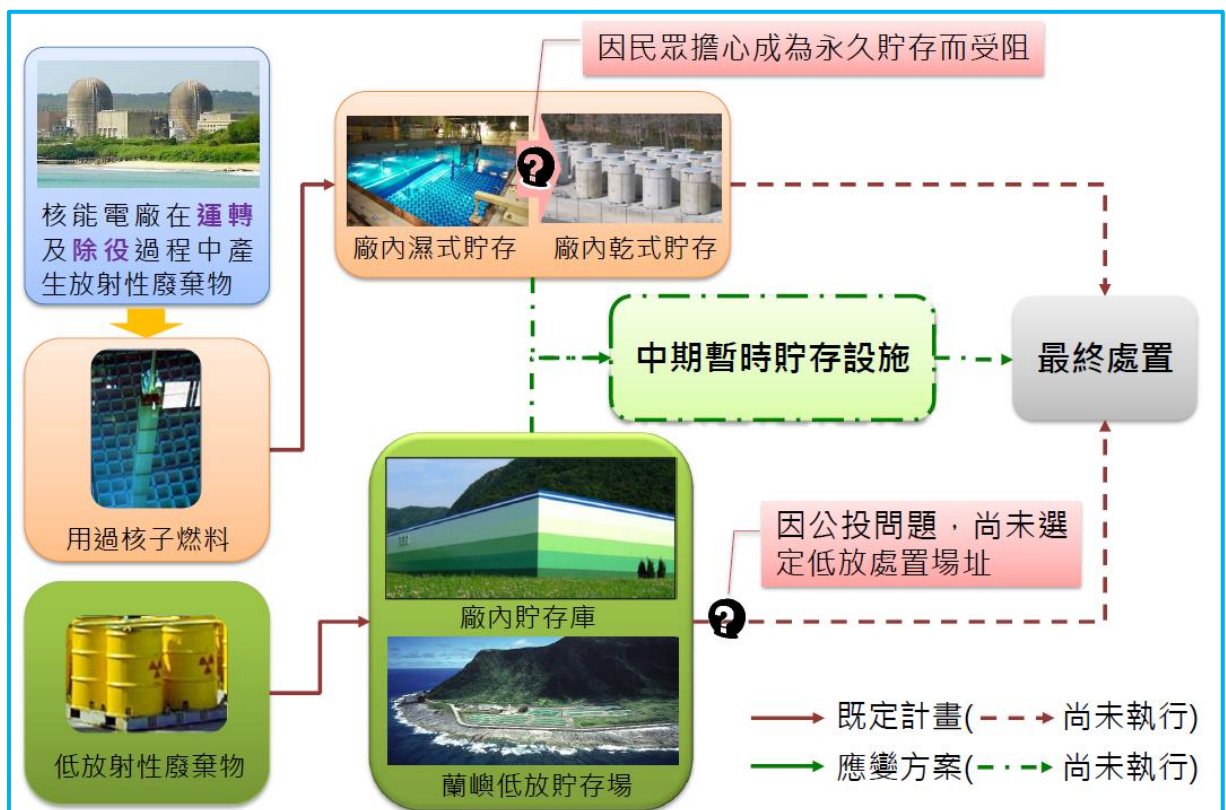 因民眾擔心成為永久貯存而受阻
核能電廠在運轉
及除役過程中產
生放射性廢棄物
廠內濕式貯存
廠內乾式貯存
中期暫時貯存設施
最終處置
用過核子燃料
因公投問題，尚未選
定低放處置場址
廠內貯存庫
低放射性廢棄物
蘭嶼低放貯存場
既定計畫(尚未執行)
應變方案(尚未執行)